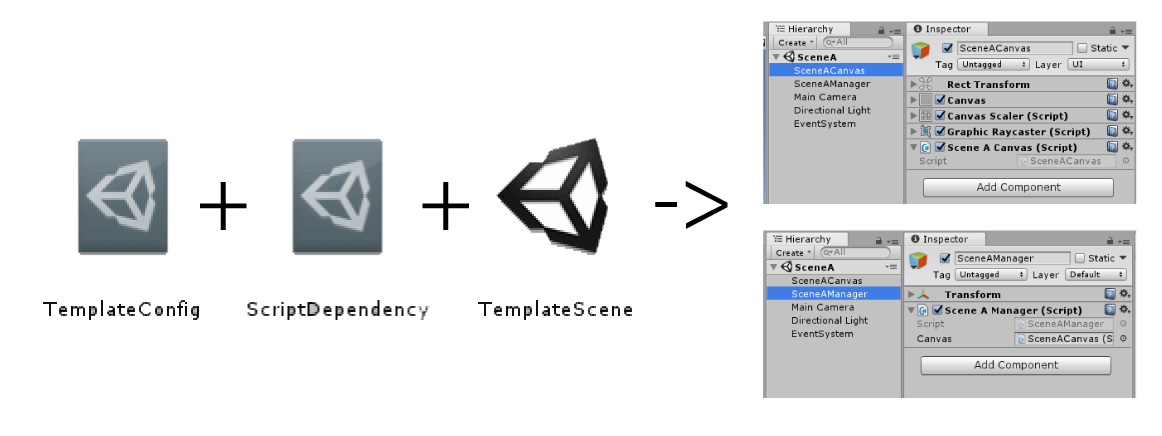 TemplateConfig
+
ScriptDependency
+
TemplateScene
->
Hierarchy
Create All
SceneA
SceneACanvas
SceneAManager
Main Camera
Directional Light
EventSystem
Inspector
SceneACanvas Static
Tag Untagged Layer UI
Rect Transform
Canvas
Canvas Scaler (Script)
Graphic Raycaster (Script)
Scene A Canvas (Script)
Script SceneACanvas
Add Component
Hierarchy
Create All
SceneA
SceneACanvas
SceneAManager
Main Camera
Directional Light
EventSystem
Inspector
SceneAManager Static
Tag Untagged Layer Default
Transform
Scene A Manager (Script)
Script SceneAManager
Canvas SceneACanvas (S
Add Component